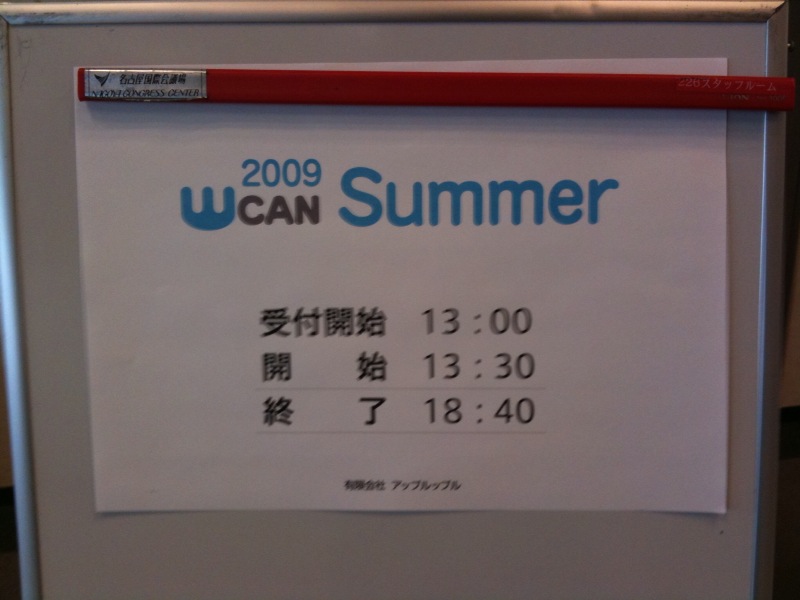 名古屋国際会議場
NAGOYA CONGRESS CENTER
226スタッフルーム
2009
WCAN Summer
受付開始 13:00
開 始 13:30
終 了 18:40
有限会社 アップルップル